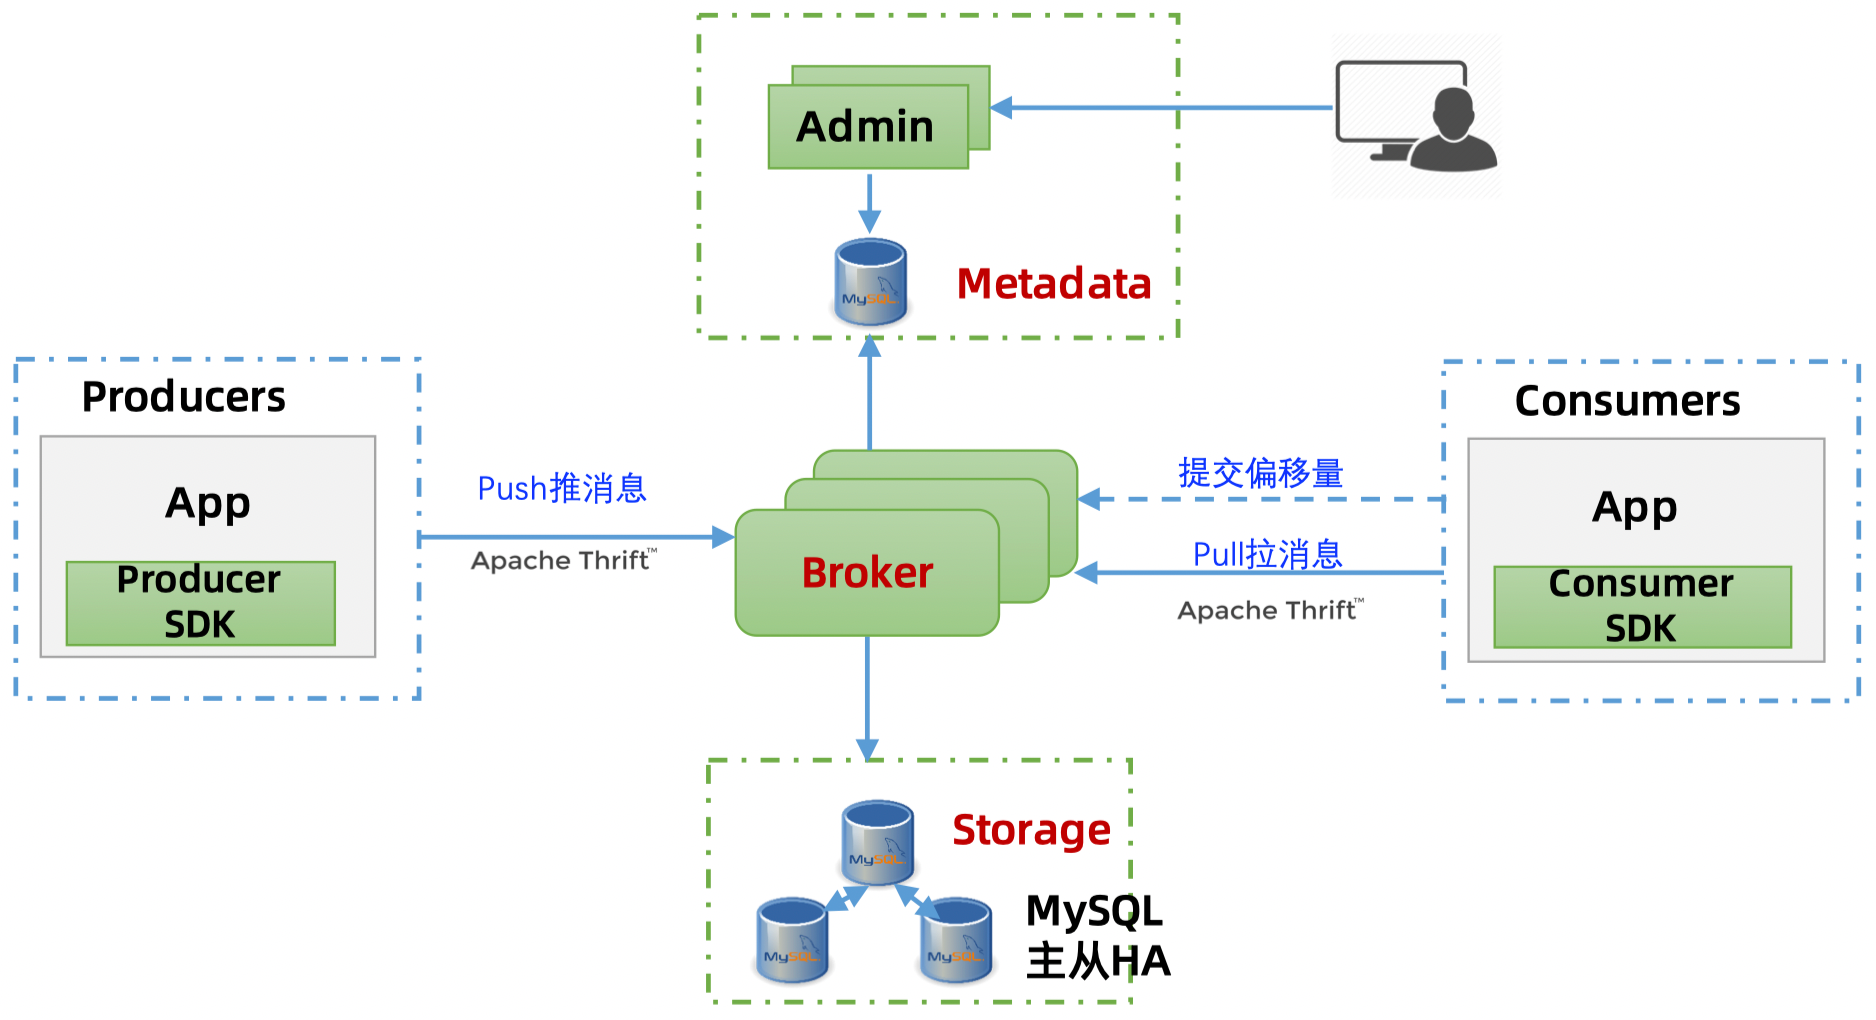 Admin
MySQL
Metadata
Producers
App
Producer
SDK
Push推消息
Apache Thrift™
Broker
提交偏移量
Pull拉消息
Apache Thrift™
Consumers
App
Consumer
SDK
Storage
MySQL
MySQL
MySQL
MySQL
主从HA